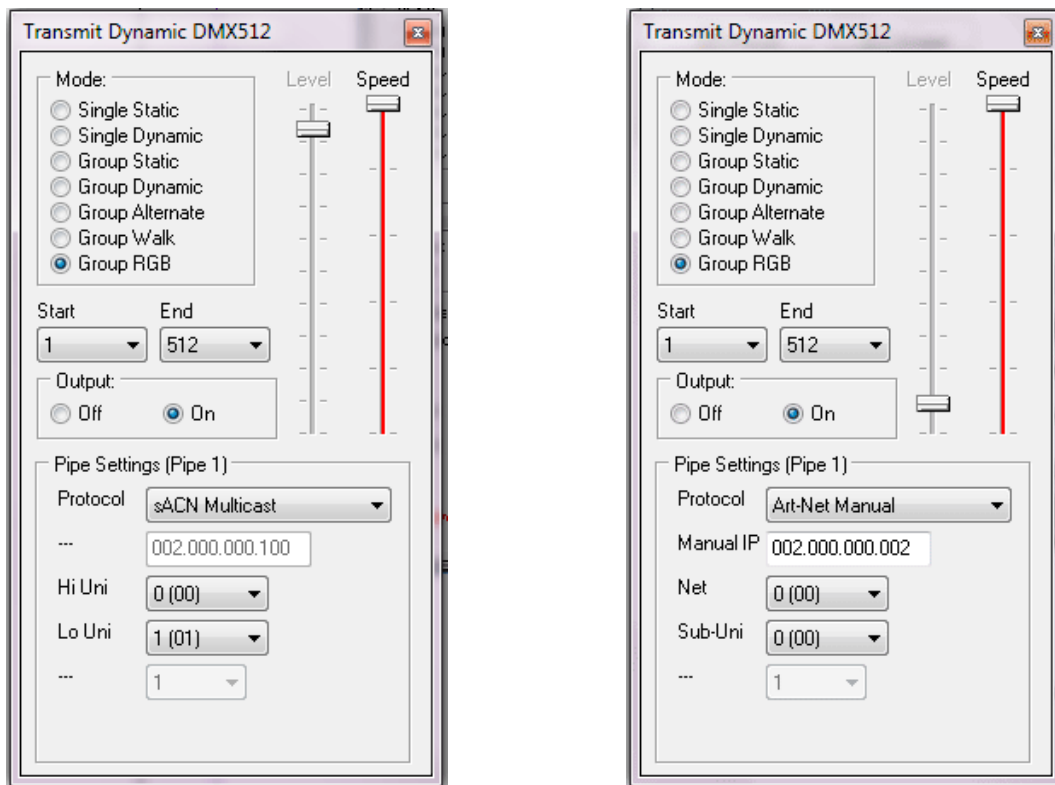 Transmit Dynamic DMX512
Mode:
Level
Speed
Single Static
Single Dynamic
Group Static
Group Dynamic
Group Alternate
Group Walk
Group RGB
Start
End
1
512
Output:
Off
On
Pipe Settings (Pipe 1)
Protocol
sACN Multicast
---
002.000.000.100
Hi Uni
0 (00)
Lo Uni
1 (01)
---
1
Transmit Dynamic DMX512
Mode:
Level
Speed
Single Static
Single Dynamic
Group Static
Group Dynamic
Group Alternate
Group Walk
Group RGB
Start
End
1
512
Output:
Off
On
Pipe Settings (Pipe 1)
Protocol
Art-Net Manual
Manual IP
002.000.000.002
Net
0 (00)
Sub-Uni
0 (00)
---
1